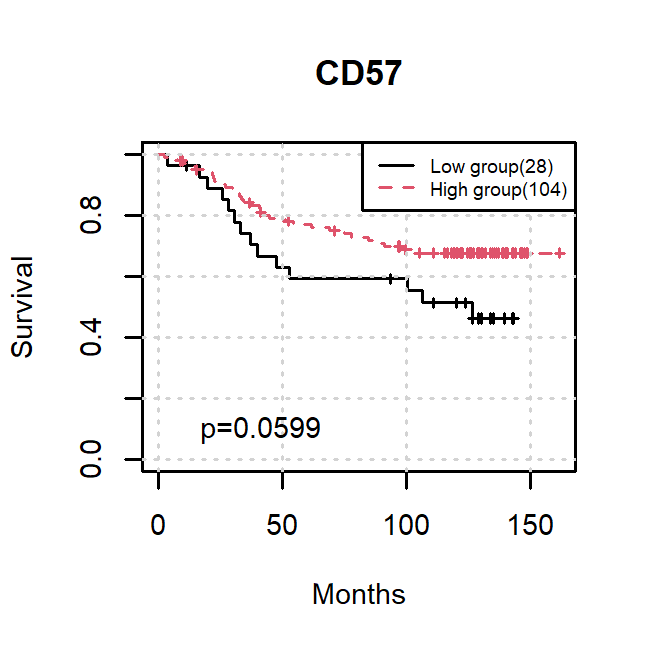 CD57
Low group(28)
High group(104)
0.8
0.4
0.0
Survival
p=0.0599
0 50 100 150
Months